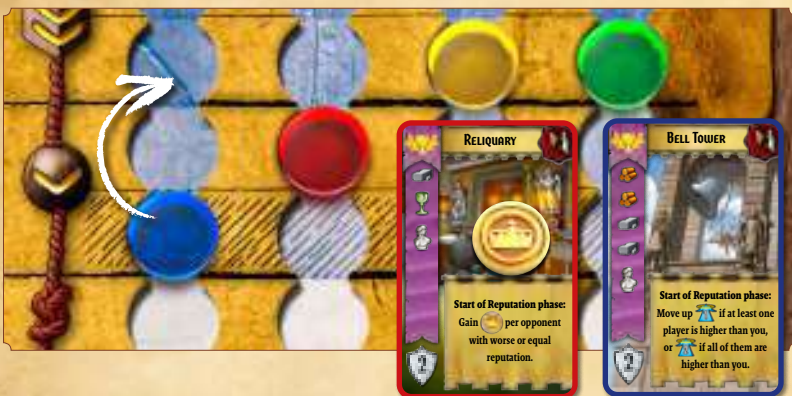 RELIQUARY
Start of Reputation phase:
Gain per opponent
with worse or equal
reputation.
BELL TOWER
Start of Reputation phase:
Move up if at least one
player is higher than you,
or if all of them are
higher than you.